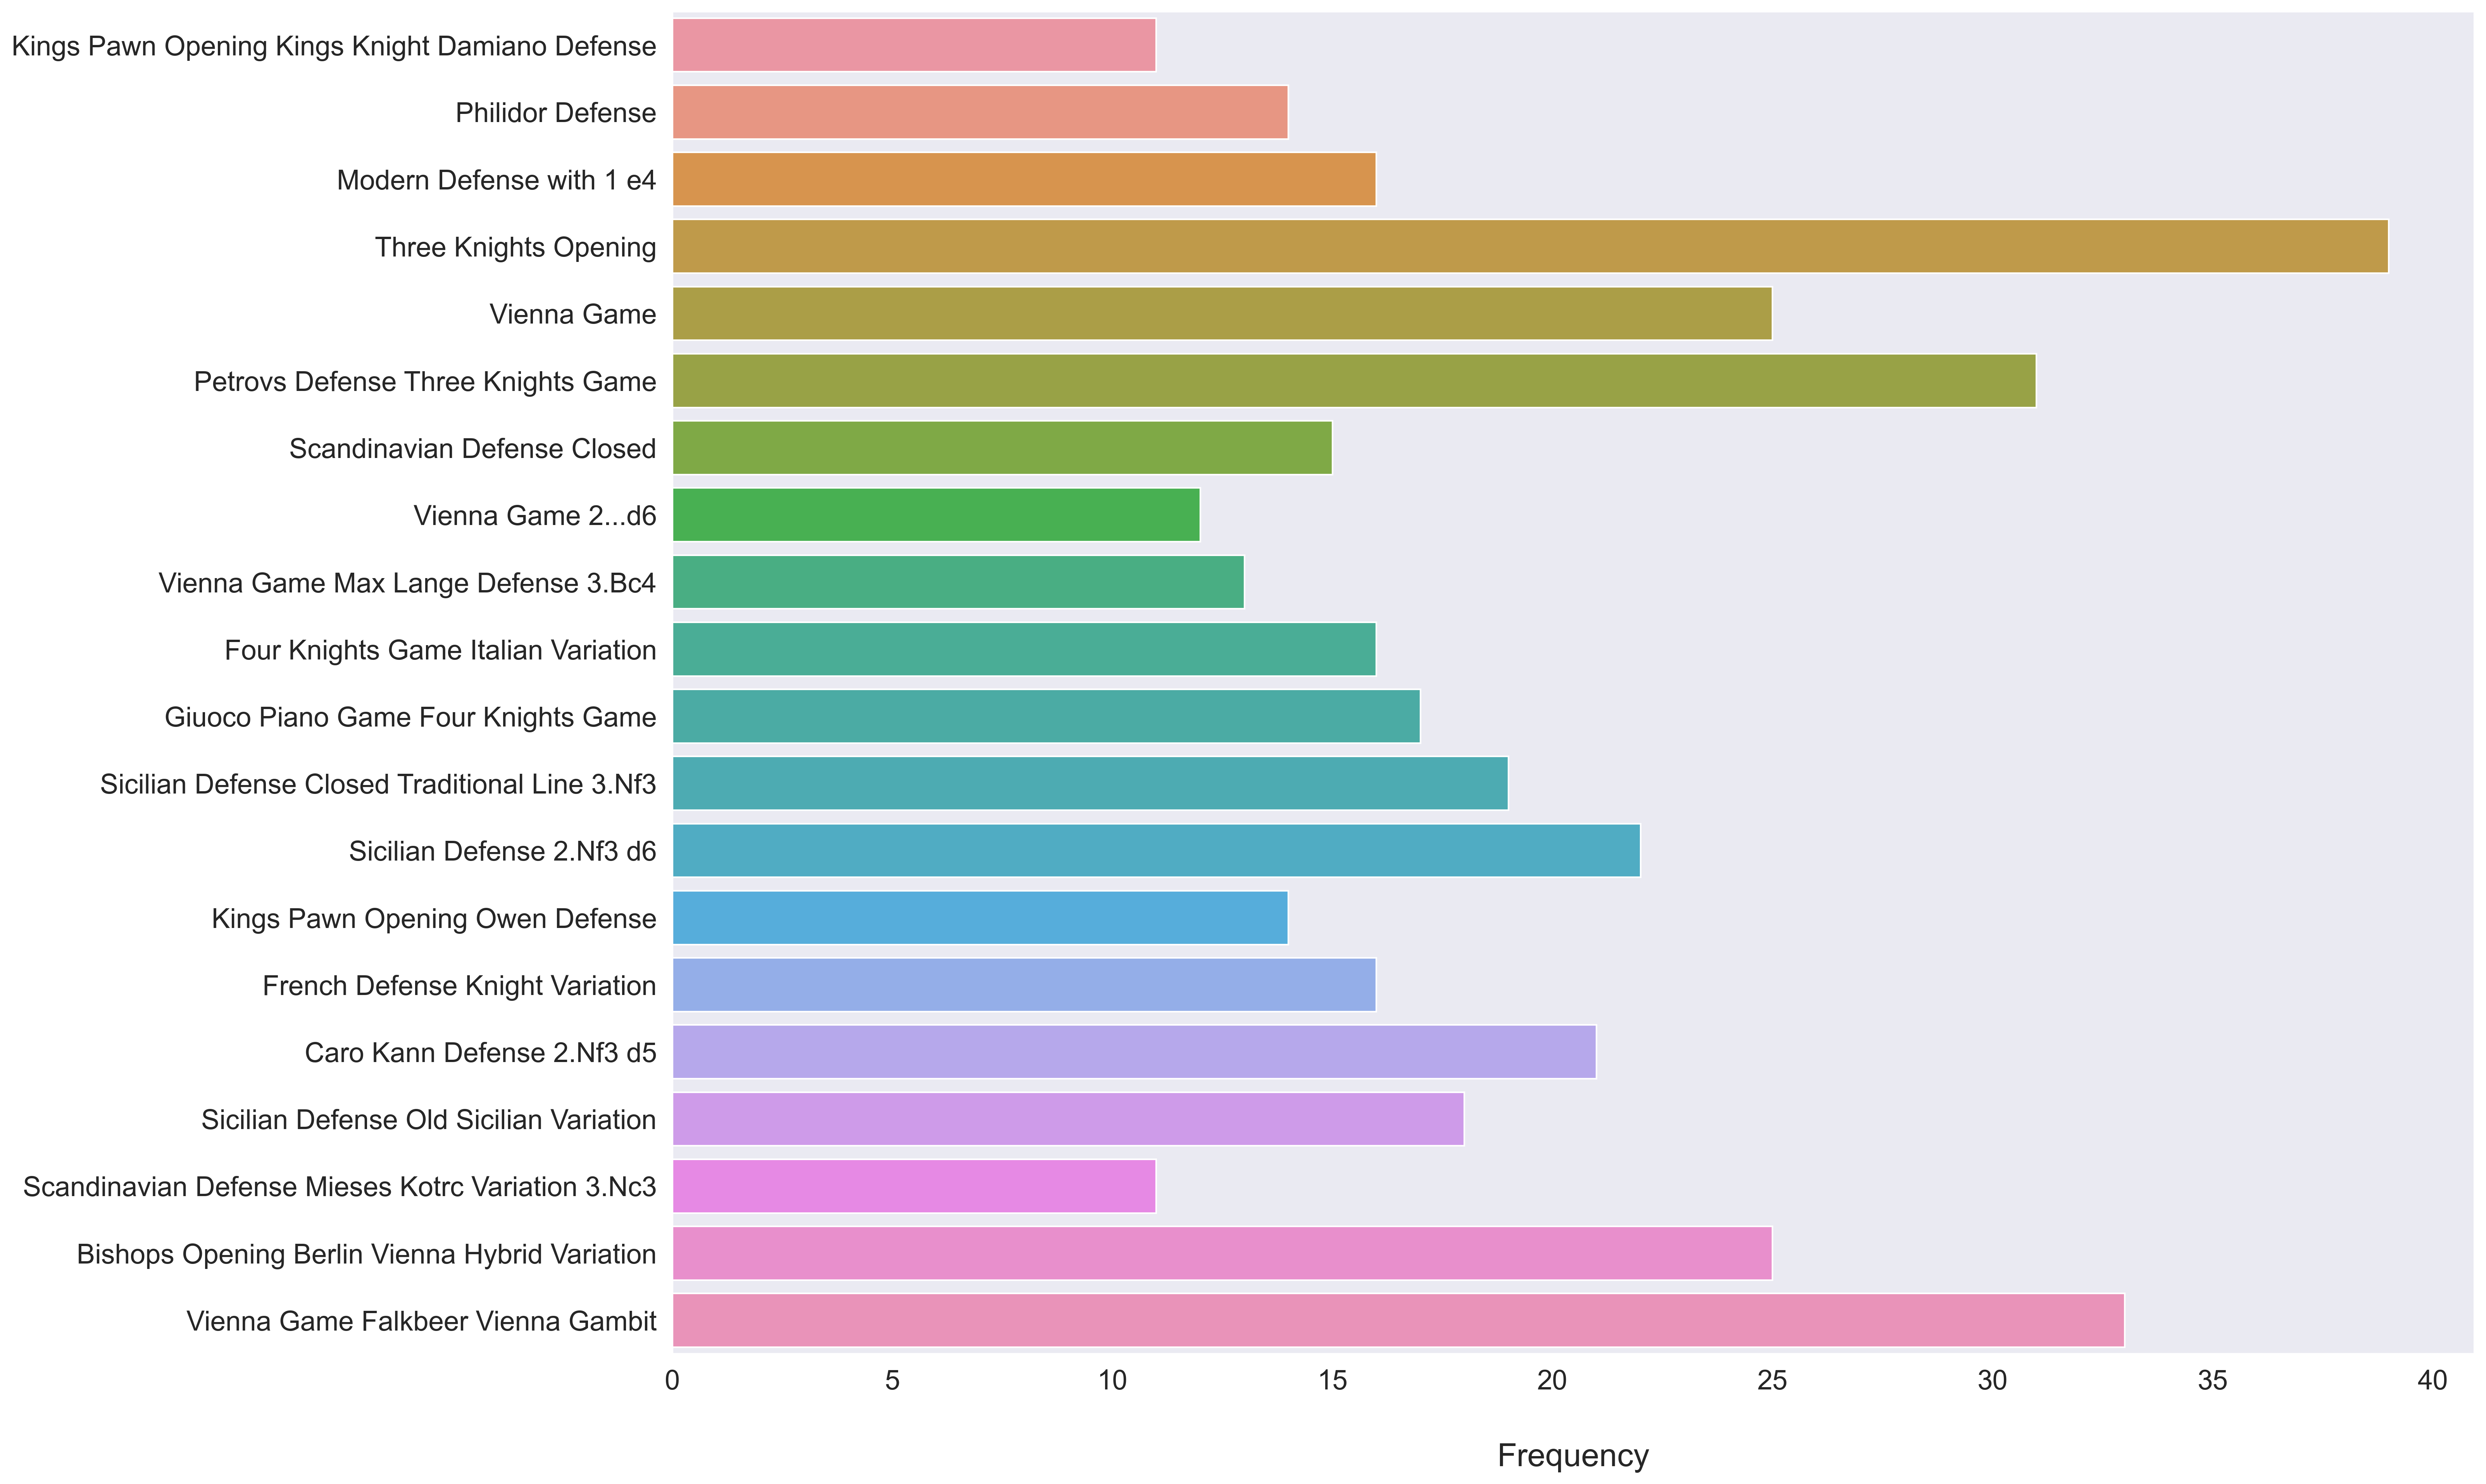 Kings Pawn Opening Kings Knight Damiano Defense
Philidor Defense
Modern Defense with 1 e4
Three Knights Opening
Vienna Game
Petrovs Defense Three Knights Game
Scandinavian Defense Closed
Vienna Game 2...d6
Vienna Game Max Lange Defense 3.Bc4
Four Knights Game Italian Variation
Giuoco Piano Game Four Knights Game
Sicilian Defense Closed Traditional Line 3.Nf3
Sicilian Defense 2.Nf3 d6
Kings Pawn Opening Owen Defense
French Defense Knight Variation
Caro Kann Defense 2.Nf3 d5
Sicilian Defense Old Sicilian Variation
Scandinavian Defense Mieses Kotrc Variation 3.Nc3
Bishops Opening Berlin Vienna Hybrid Variation
Vienna Game Falkbeer Vienna Gambit
0 5 10 15 20 25 30 35 40
Frequency